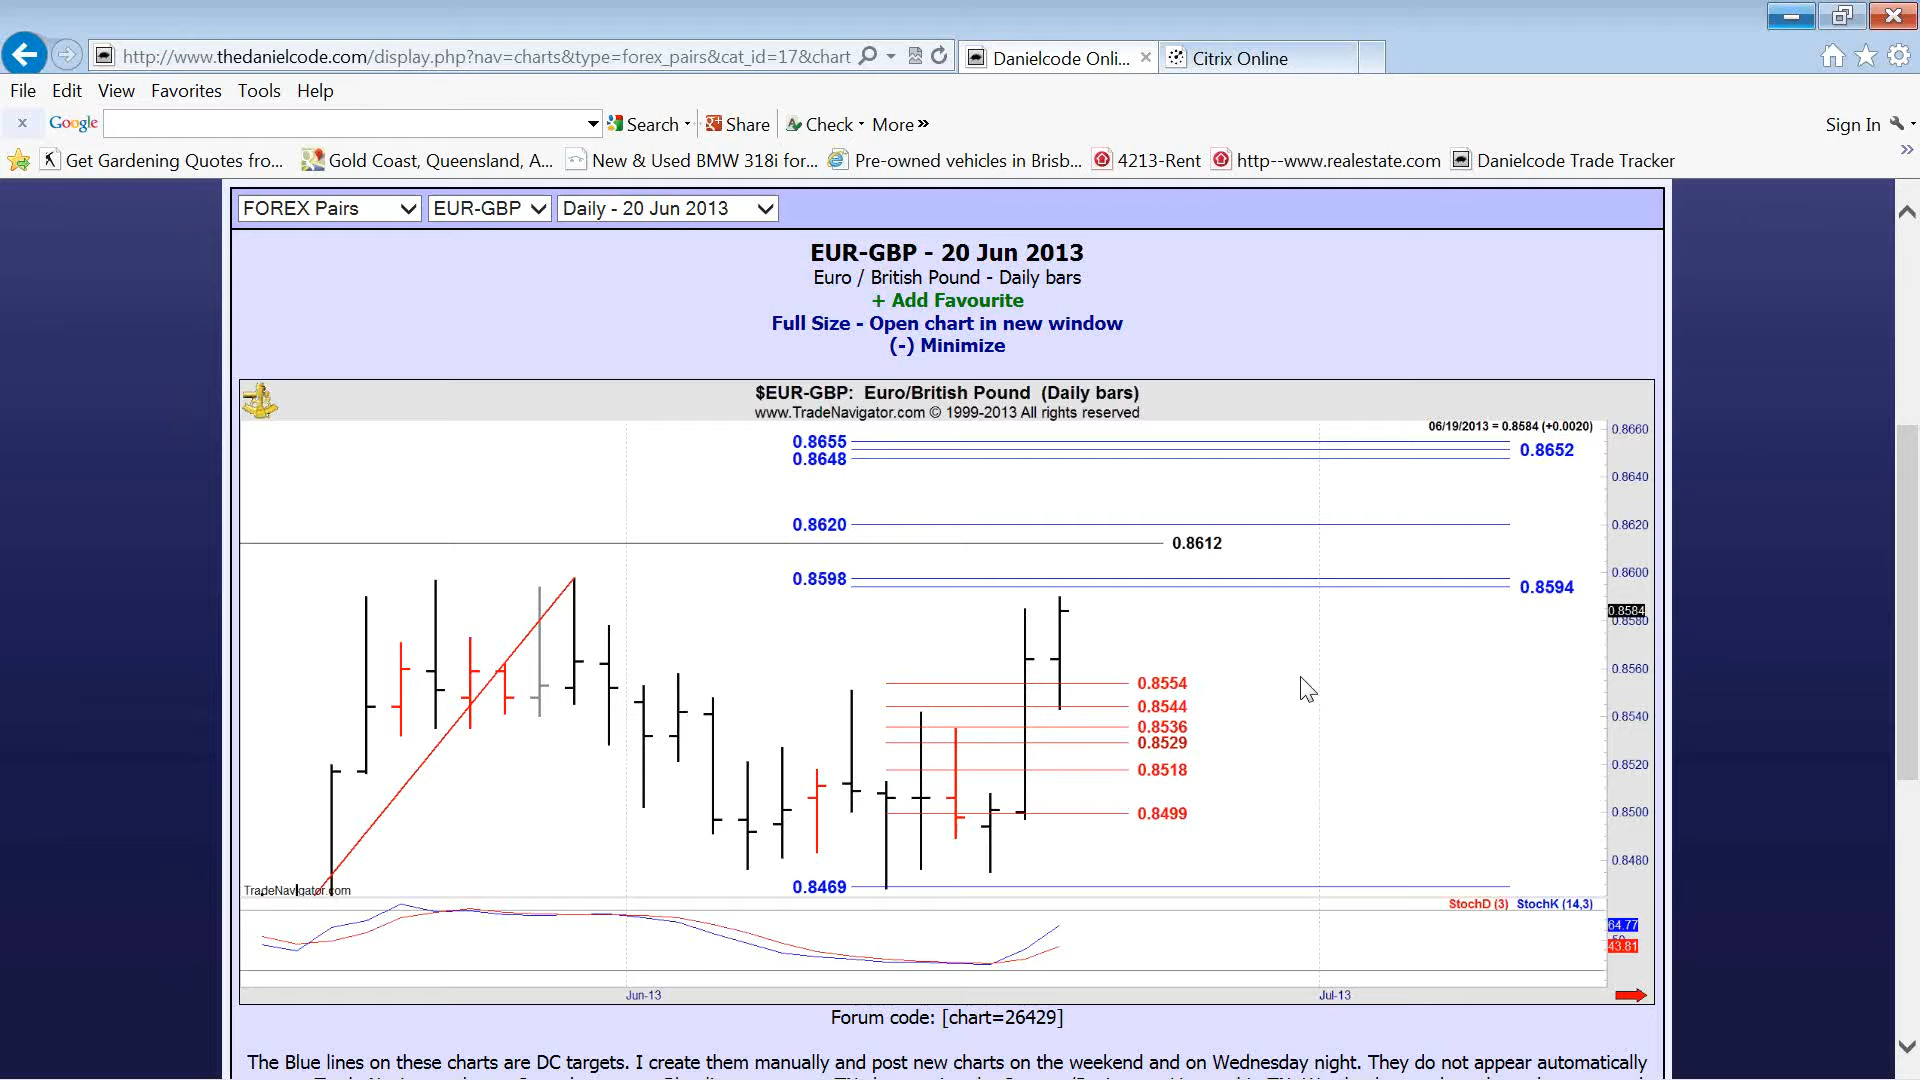 http://www.thedanielcode.com/display.php?nav=charts&type=forex_pairs&cat_id=17&chart
Danielcode Onli...
Citrix Online
File Edit View Favorites Tools Help
x Google Search Share Check More » Sign In
Get Gardening Quotes fro... Gold Coast, Queensland, A... New & Used BMW 318i for... Pre-owned vehicles in Brisb... 4213-Rent http--www.realestate.com Danielcode Trade Tracker
FOREX Pairs EUR-GBP Daily - 20 Jun 2013
EUR-GBP - 20 Jun 2013
Euro / British Pound - Daily bars
+ Add Favourite
Full Size - Open chart in new window
(-) Minimize
$EUR-GBP: Euro/British Pound (Daily bars)
www.TradeNavigator.com © 1999-2013 All rights reserved
06/19/2013 = 0.8584 (+0.0020)
0.8660
0.8655
0.8652
0.8648
0.8640
0.8620
0.8620
0.8612
0.8600
0.8598
0.8594
0.8584
0.8580
0.8560
0.8554
0.8544
0.8540
0.8536
0.8529
0.8520
0.8518
0.8500
0.8499
0.8480
0.8469
TradeNavigator.com
StochD (3) StochK (14,3)
64.77
43.81
Jun-13 Jul-13
Forum code: [chart=26429]
The Blue lines on these charts are DC targets. I create them manually and post new charts on the weekend and on Wednesday night. They do not appear automatically